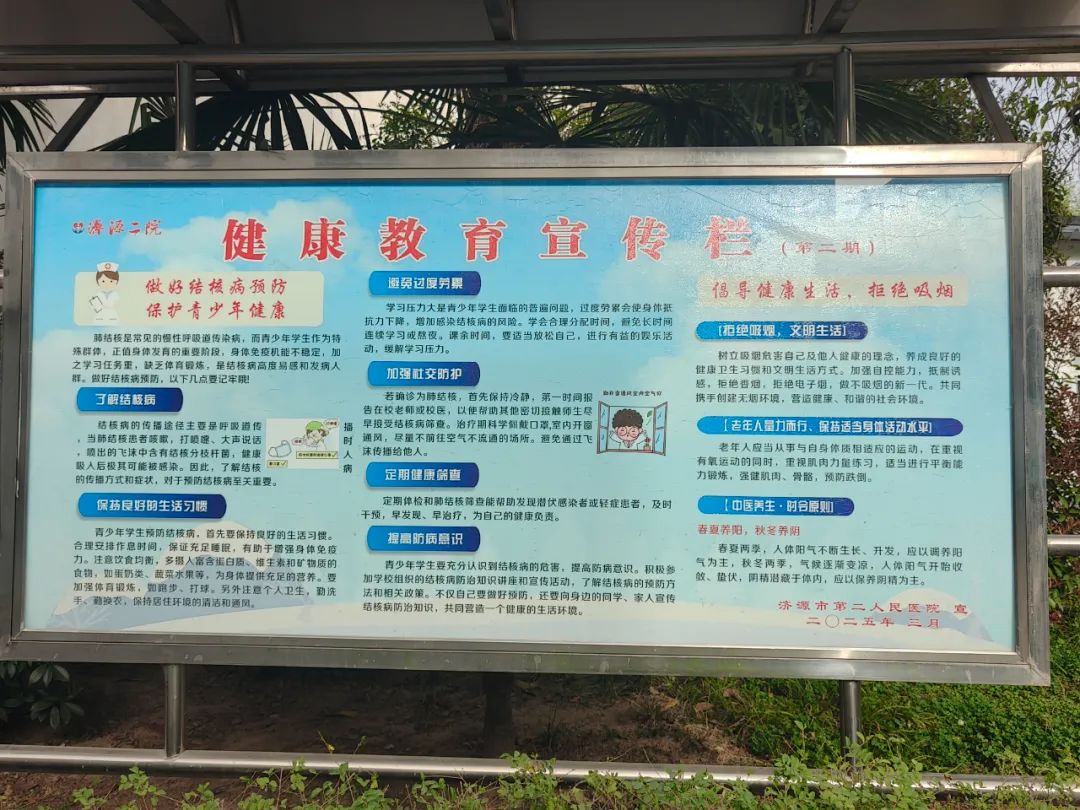 济源二院
健康教育宣传栏(第二期)
做好结核病预防
保护青少年健康
肺结核是常见的慢性呼吸道传染病,而青少年学生作为特
殊群体,正值身体发育的重要阶段,身体免疫机能不稳定,加
之学习任务重,缺乏体育锻炼,是结核病高度易感和发病人
群。做好结核病预防,以下几点要记牢哦!
了解结核病
结核病的传播途径主要是呼吸道传
播时
,当肺结核患者咳嗽,打喷嚏、大声说话
,喷出的飞沫中含有结核分枝杆菌,健康
人
吸入后极其可能被感染。因此,了解结核
病
的传播方式和症状,对于预防结核病至关重要。
保持良好的生活习惯
青少年学生预防结核病,首先要保持良好的生活习惯。
合理安排作息时间,保证充足睡眠,有助于增强身体免疫
力。注意饮食均衡,多摄入富含蛋白质、维生素和矿物质的
食物,如蛋奶类、蔬菜水果等,为身体提供充足的营养。要
加强体育锻炼,如跑步、打球。另外注意个人卫生,勤洗
手、勤换衣,保持居住环境的清洁和通风。
避免过度劳累
学习压力大是青少年学生面临的普遍问题,过度劳累会使身体抵
抗力下降,增加感染结核病的风险。学会合理分配时间,避免长时间
连续学习或熬夜。课余时间,要适当放松自己,进行有益的娱乐活
动,缓解学习压力。
加强社交防护
若确诊为肺结核,首先保持冷静,第一时间报
告在校老师或校医,以便帮助其他密切接触师生尽
早接受结核病筛查。治疗期科学佩戴口罩,室内开窗
通风,尽量不前往空气不流通的场所。避免通过飞
沫传播给他人。
定期健康筛查
定期体检和肺结核筛查能帮助发现潜伏感染者或轻症患者,及时
干预,早发现、早治疗,为自己的健康负责。
提高防病意识
青少年学生要充分认识到结核病的危害,提高防病意识。积极参
加学校组织的结核病防治知识讲座和宣传活动,了解结核病的预防方
法和相关政策。不仅自己要做好预防,还要向身边的同学、家人宣传
结核病防治知识,共同营造一个健康的生活环境。
倡导健康生活,拒绝吸烟
【拒绝吸烟,文明生活】
树立吸烟危害自己及他人健康的理念,养成良好的
健康卫生习惯和文明生活方式。加强自控能力,抵制诱
惑,拒绝香烟,拒绝电子烟,做不吸烟的新一代。共同
携手创建无烟环境,营造健康、和谐的社会环境。
【老年人量力而行、保持适当身体活动水平】
老年人应当从事与自身体质相适应的运动,在重视
有氧运动的同时,重视肌肉力量练习,适当进行平衡能
力锻炼,强健肌肉、骨骼,预防跌倒。
【中医养生·时令原则】
春夏养阳,秋冬养阴
春夏两季,人体阳气不断生长、升发,应以调养阳
气为主,秋冬两季,气候逐渐变凉,人体阳气开始收
敛、蛰伏,阴精潜藏于体内,应以保养阴精为主。
济源市第二人民医院 宣
二〇二五年 三月